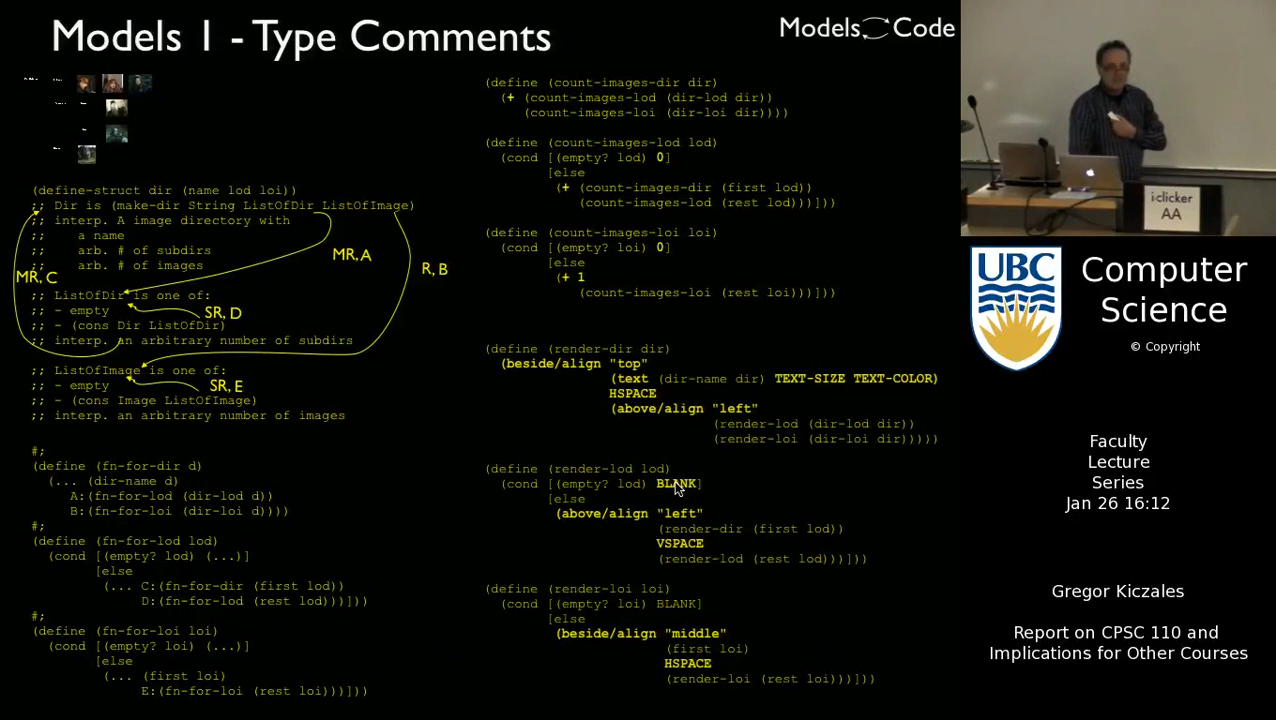 Models 1 - Type Comments
Models Code
(define-struct dir (name lod loi))
;; Dir is (make-dir String ListOfDir ListOfImage)
;; interp. A image directory with
;;    a name
;;    arb. # of subdirs
;;    arb. # of images
MR, A
R, B
MR, C
;; ListOfDir is one of:
;; - empty
SR, D
;; - (cons Dir ListOfDir)
;; interp. an arbitrary number of subdirs
;; ListOfImage is one of:
;; - empty
SR, E
;; - (cons Image ListOfImage)
;; interp. an arbitrary number of images
#;
(define (fn-for-dir d)
  (... (dir-name d)
     A:(fn-for-lod (dir-lod d))
     B:(fn-for-loi (dir-loi d))))
#;
(define (fn-for-lod lod)
  (cond [(empty? lod) (...)]
        [else
         (... C:(fn-for-dir (first lod))
              D:(fn-for-lod (rest lod)))]))
#;
(define (fn-for-loi loi)
  (cond [(empty? loi) (...)]
        [else
         (... (first loi)
              E:(fn-for-loi (rest loi)))]))
(define (count-images-dir dir)
  (+ (count-images-lod (dir-lod dir))
     (count-images-loi (dir-loi dir))))
(define (count-images-lod lod)
  (cond [(empty? lod) 0]
        [else
         (+ (count-images-dir (first lod))
            (count-images-lod (rest lod)))]))
(define (count-images-loi loi)
  (cond [(empty? loi) 0]
        [else
         (+ 1
            (count-images-loi (rest loi)))]))
(define (render-dir dir)
  (beside/align "top"
                (text (dir-name dir) TEXT-SIZE TEXT-COLOR)
                HSPACE
                (above/align "left"
                             (render-lod (dir-lod dir))
                             (render-loi (dir-loi dir)))))
(define (render-lod lod)
  (cond [(empty? lod) BLANK]
        [else
         (above/align "left"
                      (render-dir (first lod))
                      VSPACE
                      (render-lod (rest lod)))]))
(define (render-loi loi)
  (cond [(empty? loi) BLANK]
        [else
         (beside/align "middle"
                       (first loi)
                       HSPACE
                       (render-loi (rest loi)))]))
i-clicker
AA
UBC
Computer
Science
© Copyright
Faculty
Lecture
Series
Jan 26 16:12
Gregor Kiczales
Report on CPSC 110 and
Implications for Other Courses